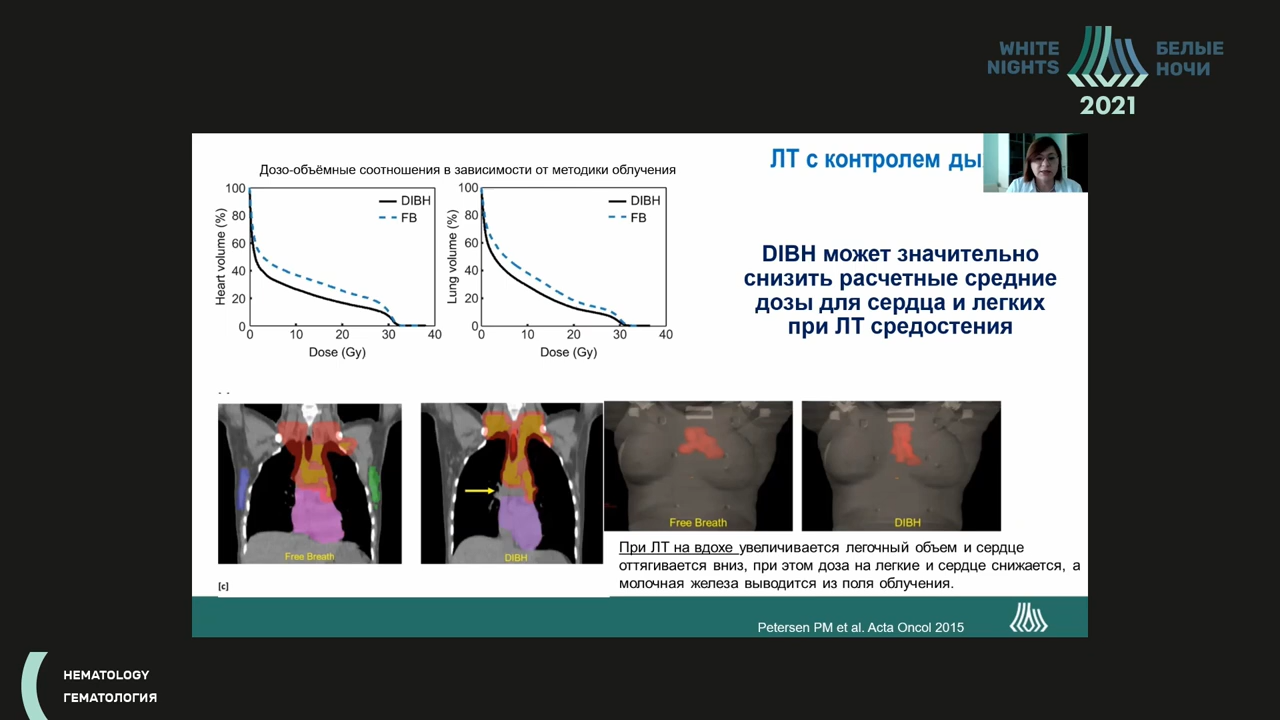 WHITE
NIGHTS
БЕЛЫЕ
НОЧИ
2021
ЛТ с контролем ды
Дозо-объёмные соотношения в зависимости от методики облучения
100
80
60
40
20
0
Heart volume (%)
DIBH
FB
0 10 20 30 40
Dose (Gy)
100
80
60
40
20
0
Lung volume (%)
DIBH
FB
0 10 20 30 40
Dose (Gy)
DIBH может значительно
снизить расчетные средние
дозы для сердца и легких
при ЛТ средостения
Free Breath
DIBH
Free Breath
DIBH
[c]
При ЛТ на вдохе увеличивается легочный объем и сердце
оттягивается вниз, при этом доза на легкие и сердце снижается, а
молочная железа выводится из поля облучения.
Petersen PM et al. Acta Oncol 2015
HEMATOLOGY
ГЕМАТОЛОГИЯ